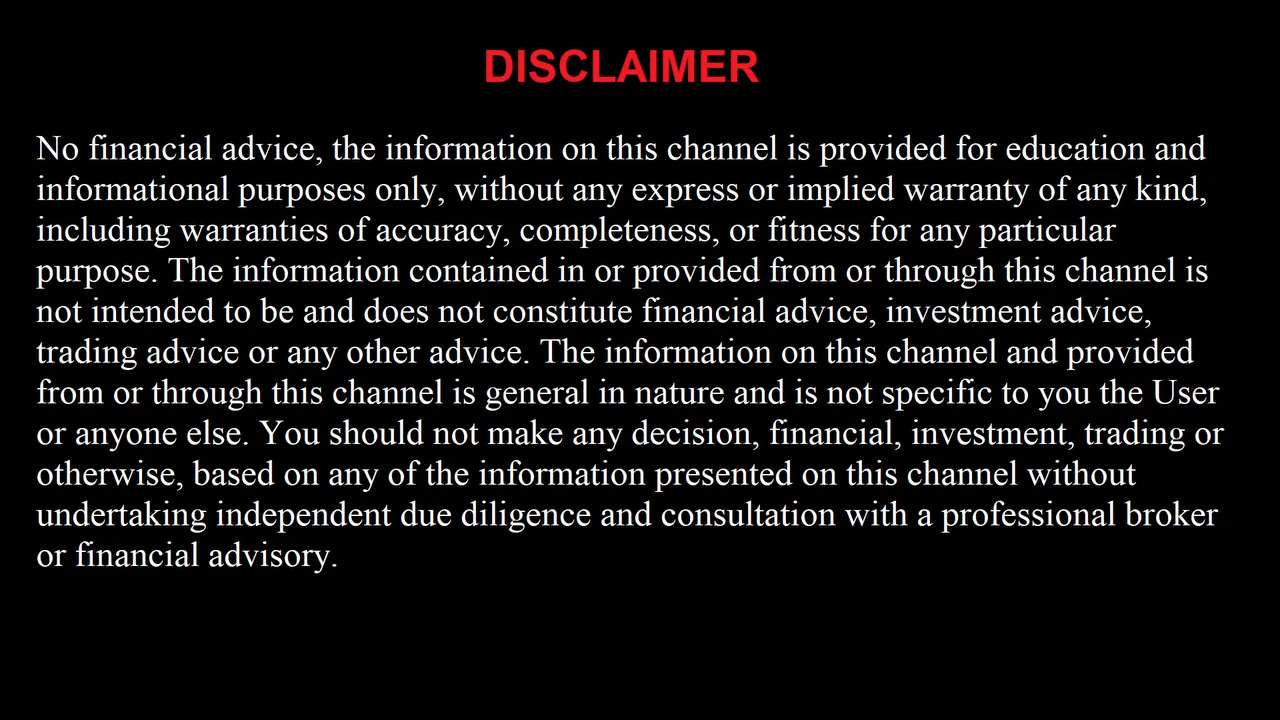 DISCLAIMER
No financial advice, the information on this channel is provided for education and
informational purposes only, without any express or implied warranty of any kind,
including warranties of accuracy, completeness, or fitness for any particular
purpose. The information contained in or provided from or through this channel is
not intended to be and does not constitute financial advice, investment advice,
trading advice or any other advice. The information on this channel and provided
from or through this channel is general in nature and is not specific to you the User
or anyone else. You should not make any decision, financial, investment, trading or
otherwise, based on any of the information presented on this channel without
undertaking independent due diligence and consultation with a professional broker
or financial advisory.